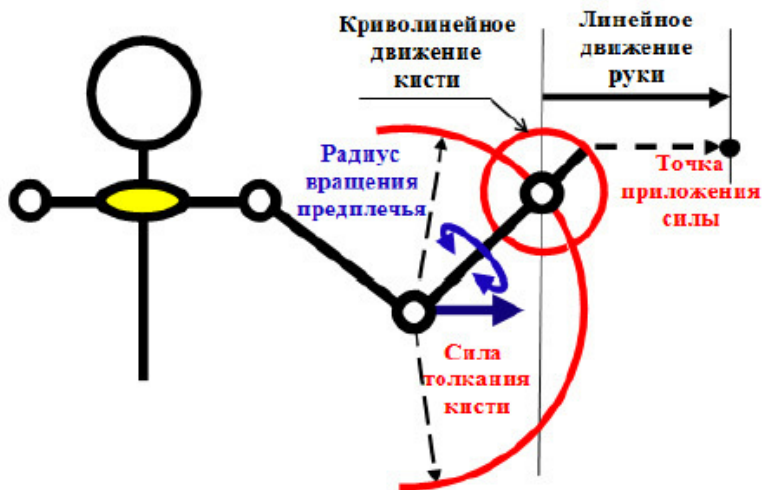 Криволинейное
движение
кисти
Линейное
движение
руки
Радиус
вращения
предплечья
Точка
приложения
силы
Сила
толкания
кисти